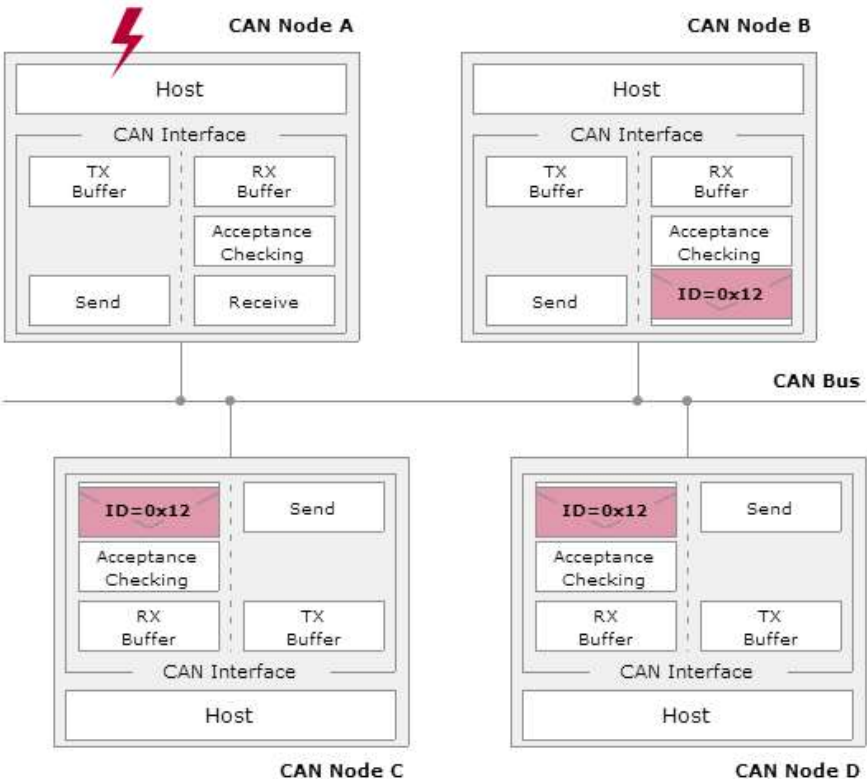 CAN Node A
Host
CAN Interface
TX
Buffer
RX
Buffer
Acceptance
Checking
Send
Receive
CAN Node B
Host
CAN Interface
TX
Buffer
RX
Buffer
Acceptance
Checking
Send
ID=0x12
CAN Bus
ID=0x12
Send
Acceptance
Checking
RX
Buffer
TX
Buffer
CAN Interface
Host
CAN Node C
ID=0x12
Send
Acceptance
Checking
RX
Buffer
TX
Buffer
CAN Interface
Host
CAN Node D